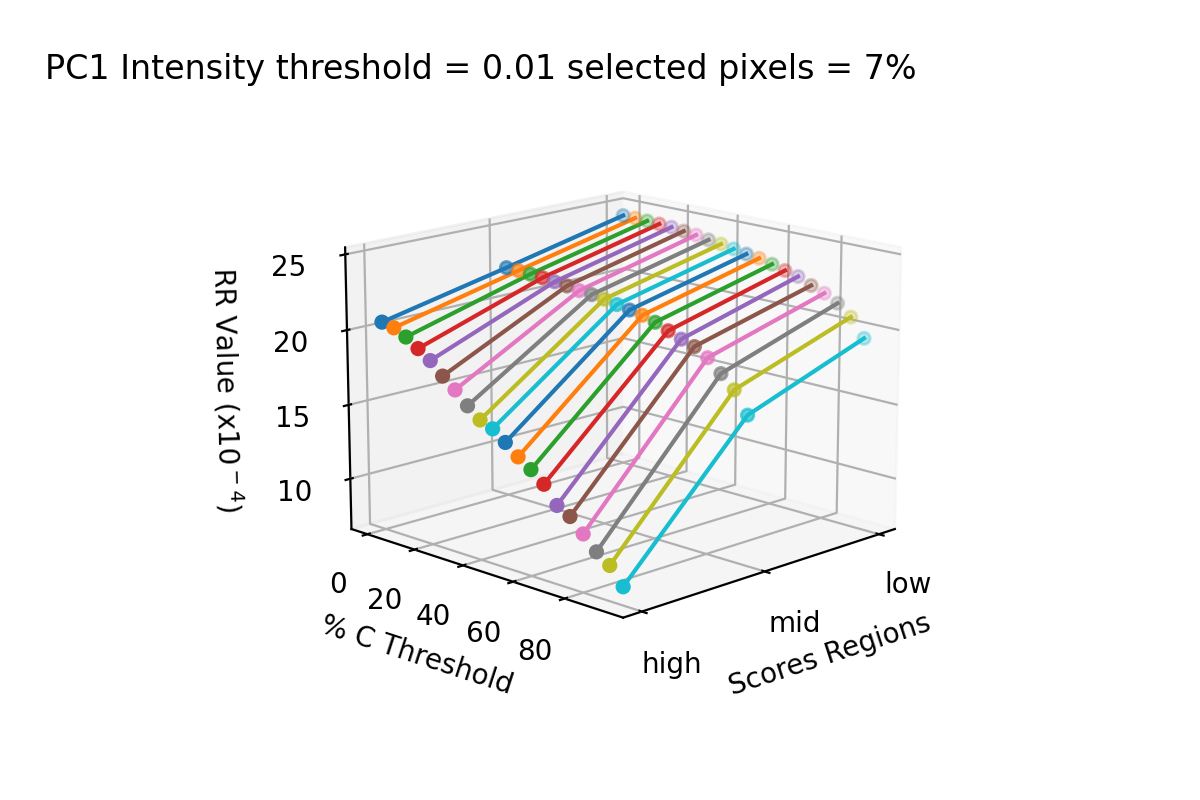 PC1 Intensity threshold = 0.01 selected pixels = 7%
25
20
15
10
RR Value (x10⁻⁴)
0
20
40
60
80
% C Threshold
high
mid
low
Scores Regions